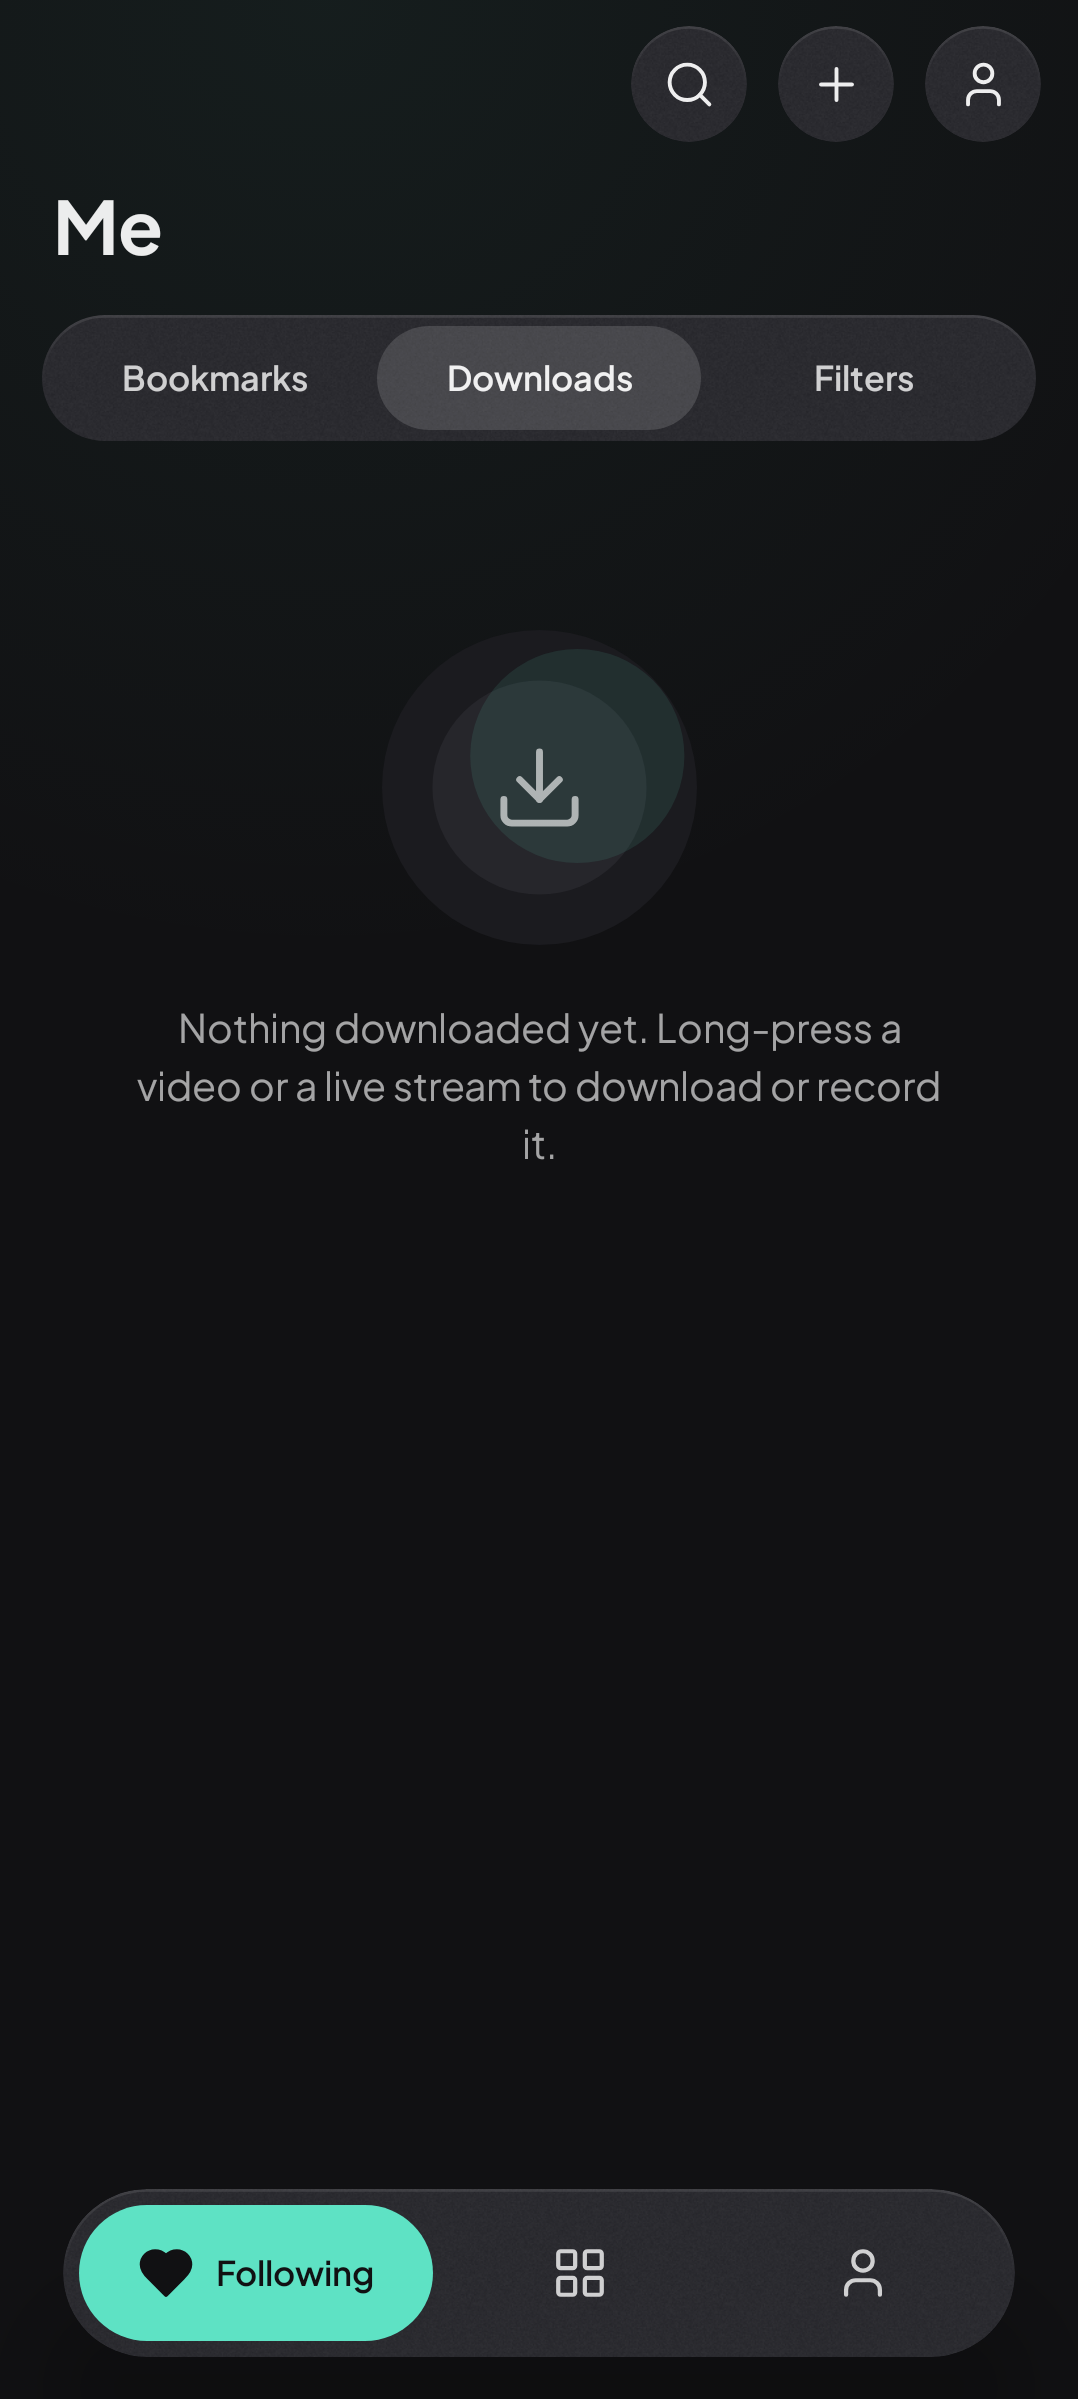 Me
Bookmarks
Downloads
Filters
Nothing downloaded yet. Long-press a
video or a live stream to download or record
it.
Following